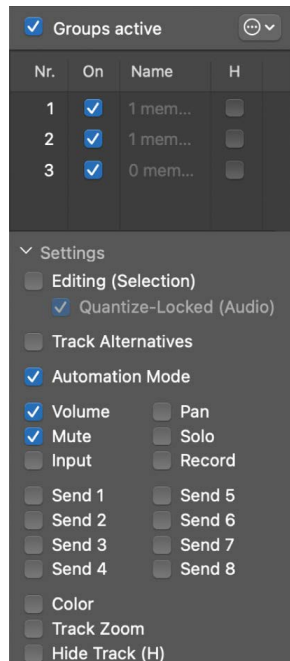 Groups active
Nr. On Name H
1 1 mem...
2 1 mem...
3 0 mem...
Settings
Editing (Selection)
Quantize-Locked (Audio)
Track Alternatives
Automation Mode
Volume Pan
Mute Solo
Input Record
Send 1 Send 5
Send 2 Send 6
Send 3 Send 7
Send 4 Send 8
Color
Track Zoom
Hide Track (H)